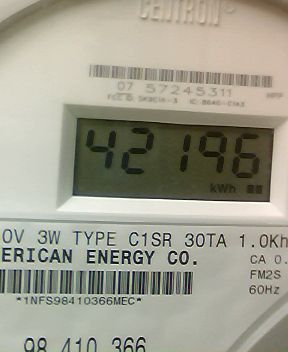 CENTRON®
07 57245311
42196
kWh
0V 3W TYPE C1SR 30TA 1.0Kh
ERICAN ENERGY CO.
CA 0.
FM2S
60Hz
*1NFS98410366MEC*
98 410 366